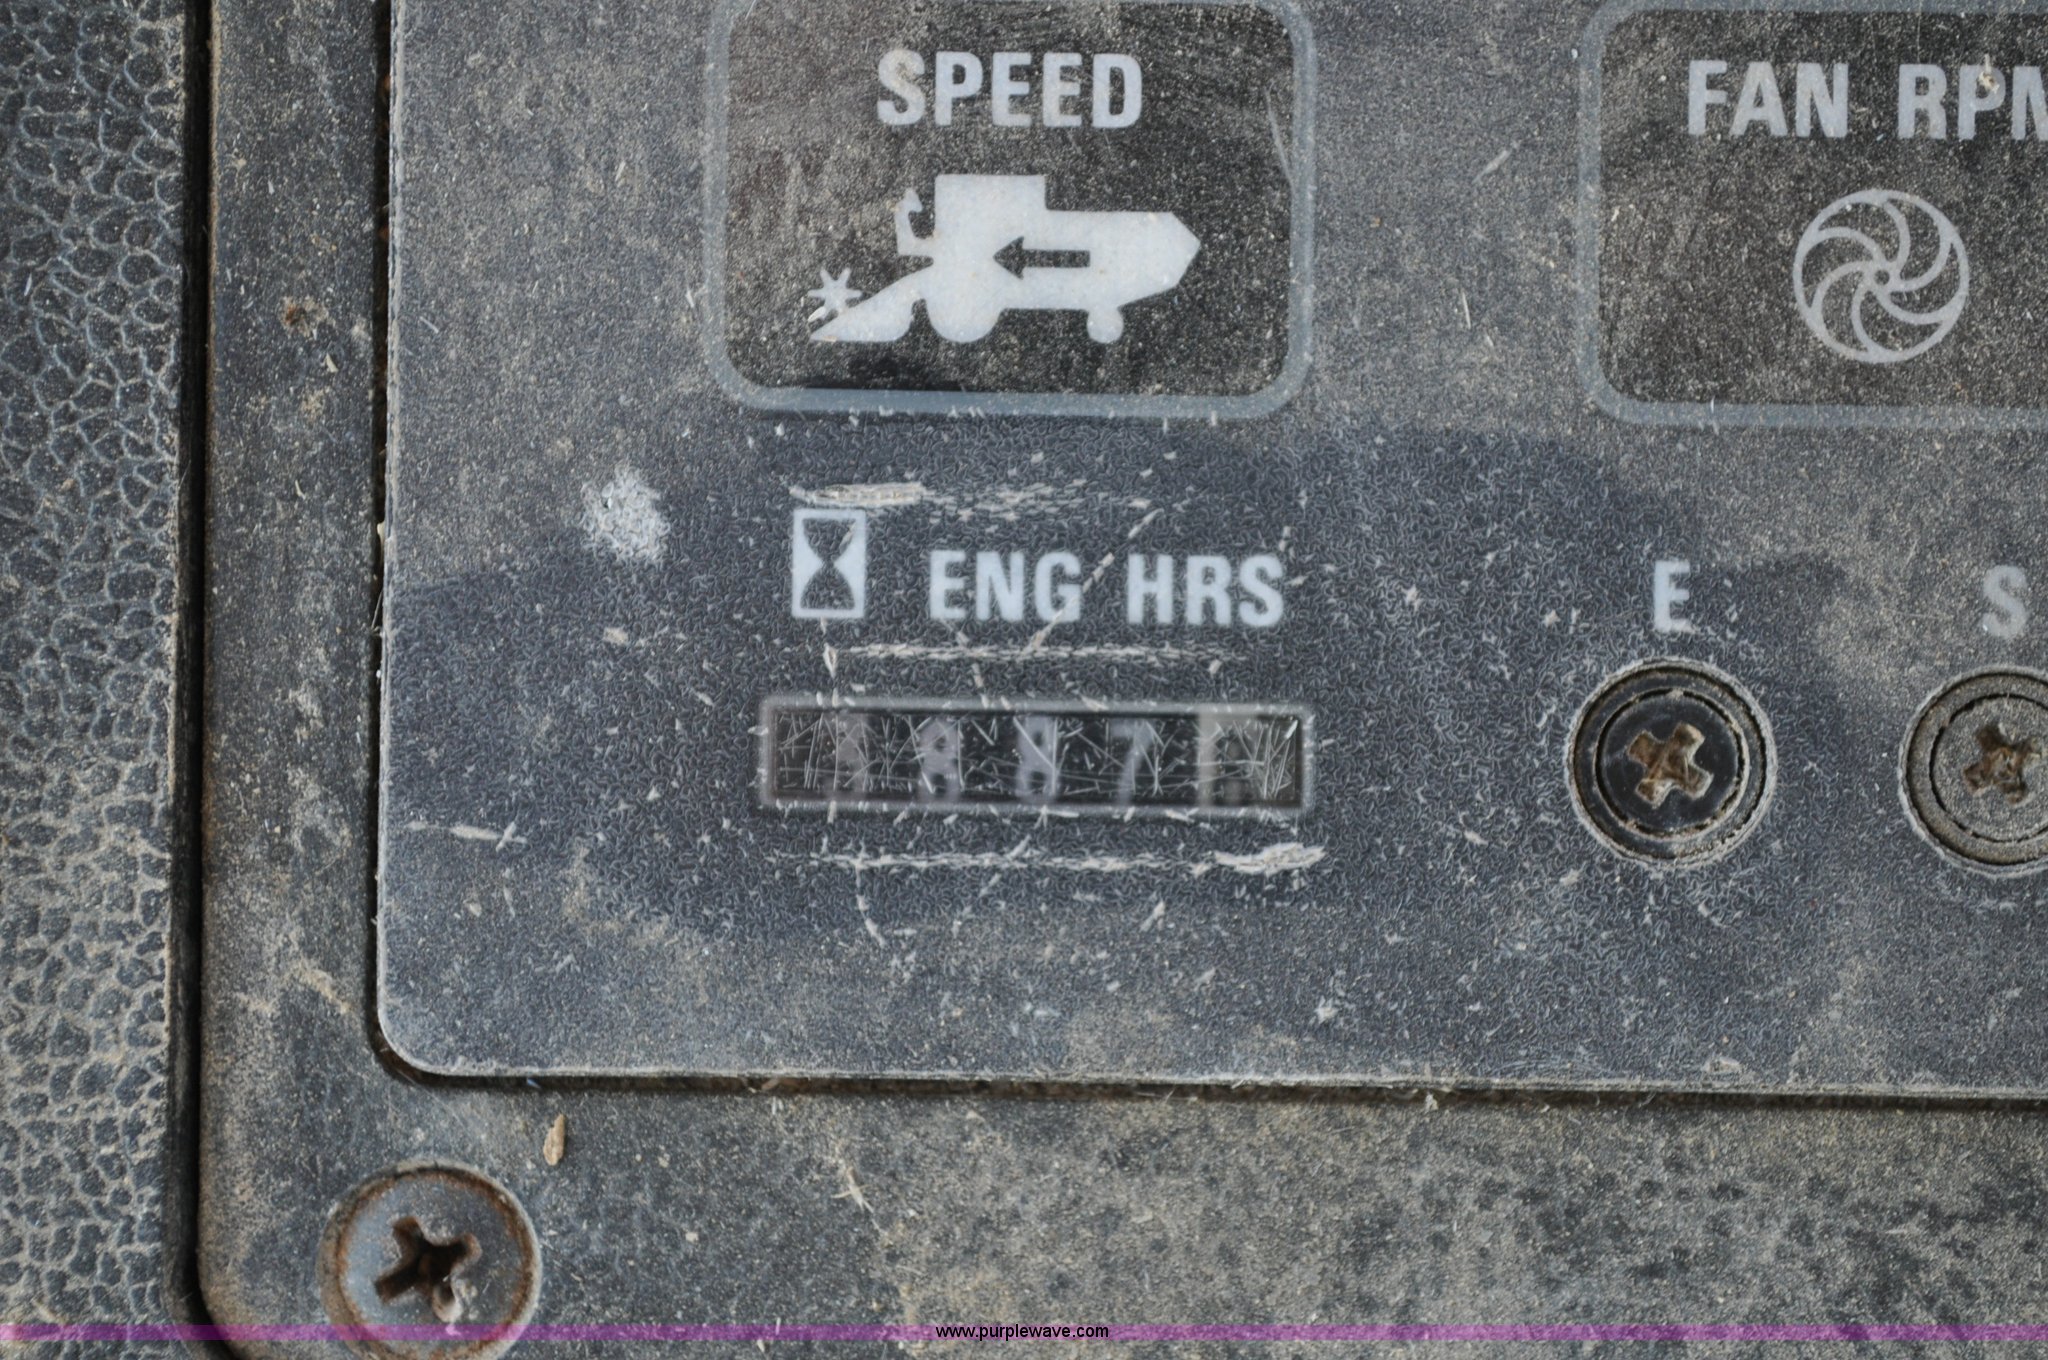 SPEED
FAN RPM
ENG HRS
E
S
www.purplewave.com